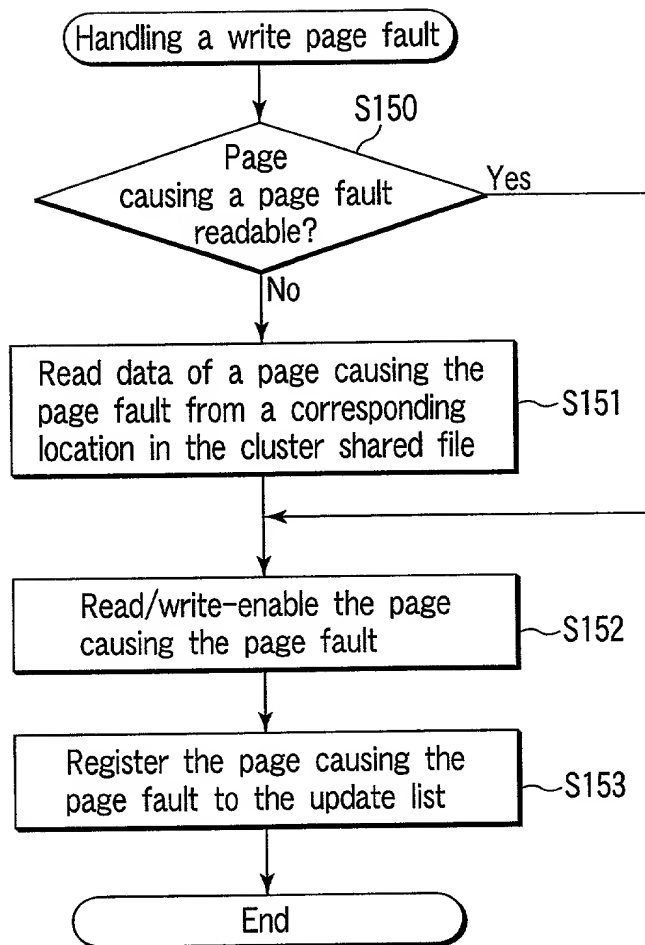 Handling a write page fault
S150
Page
causing a page fault
readable?
Yes
No
Read data of a page causing the
page fault from a corresponding
location in the cluster shared file
S151
Read/write-enable the page
causing the page fault
S152
Register the page causing the
page fault to the update list
S153
End